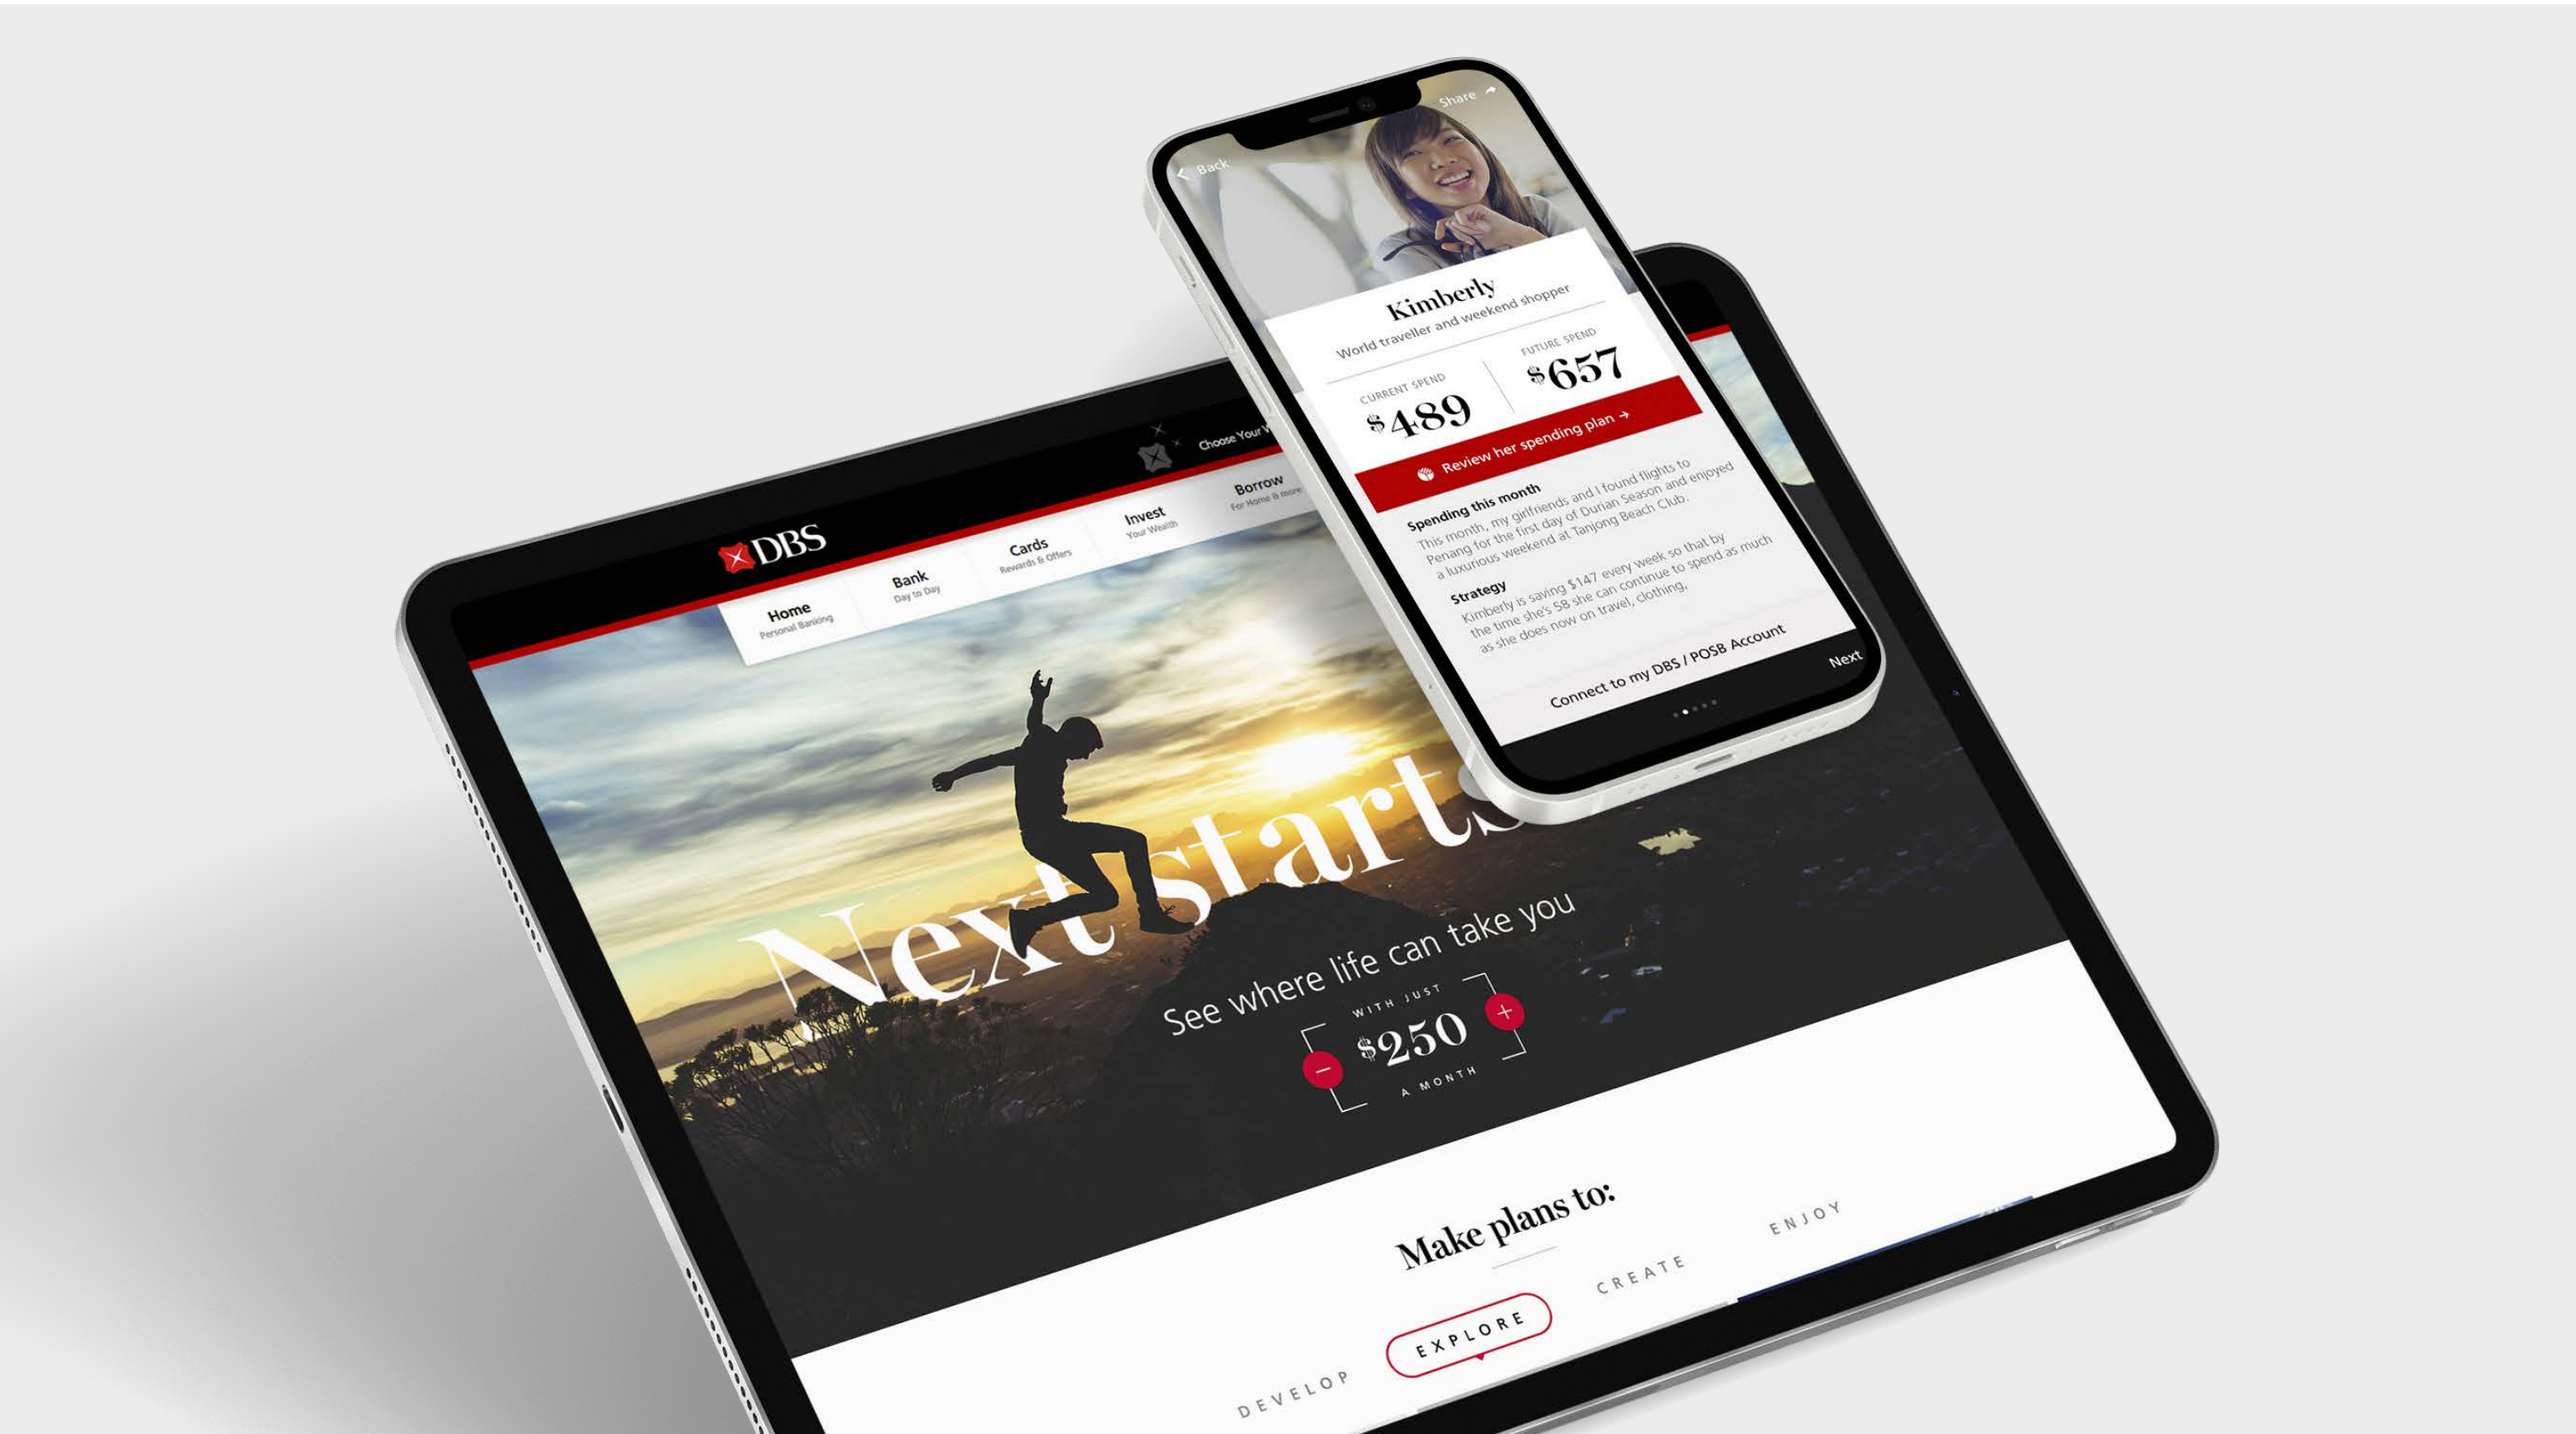 Share
Back
Kimberly
World traveller and weekend shopper
CURRENT SPEND
$489
FUTURE SPEND
$657
Review her spending plan →
Spending this month
This month, my girlfriends and I found flights to
Penang for the first day of Durian Season and enjoyed
a luxurious weekend at Tanjong Beach Club.
Strategy
Kimberly is saving $147 every week so that by
the time she's 58 she can continue to spend as much
as she does now on travel, clothing,
Connect to my DBS / POSB Account
Next
DBS
Choose Your
Home
Personal Banking
Bank
Day to Day
Cards
Rewards & Offers
Invest
Your Wealth
Borrow
For Home & more
Next starts
See where life can take you
WITH JUST
− $250 +
A MONTH
Make plans to:
DEVELOP
EXPLORE
CREATE
ENJOY